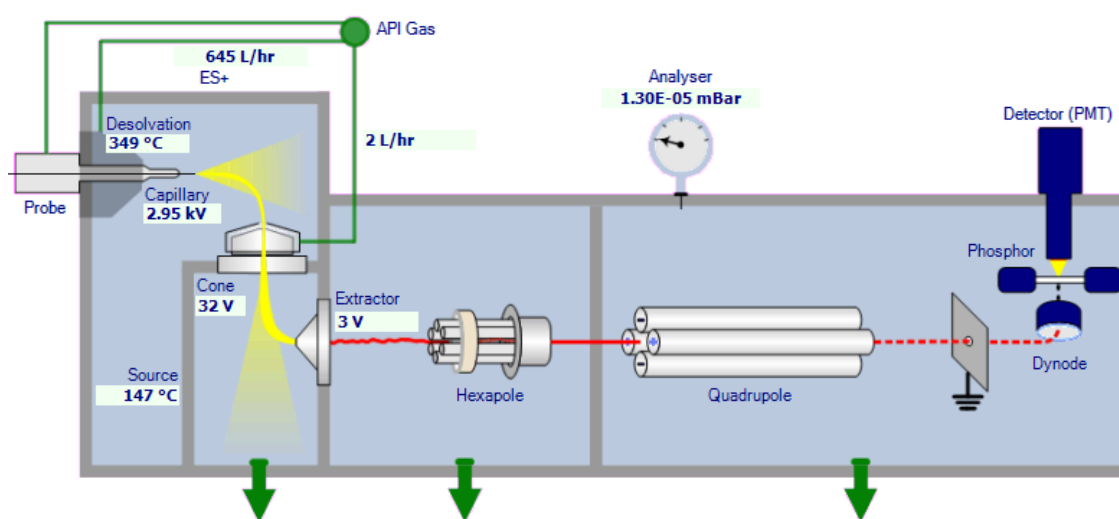 API Gas
645 L/hr
ES+
Analyser
1.30E-05 mBar
Detector (PMT)
Desolvation
349 °C
2 L/hr
Capillary
2.95 kV
Probe
Phosphor
Cone
32 V
Extractor
3 V
Source
147 °C
Hexapole
Quadrupole
Dynode